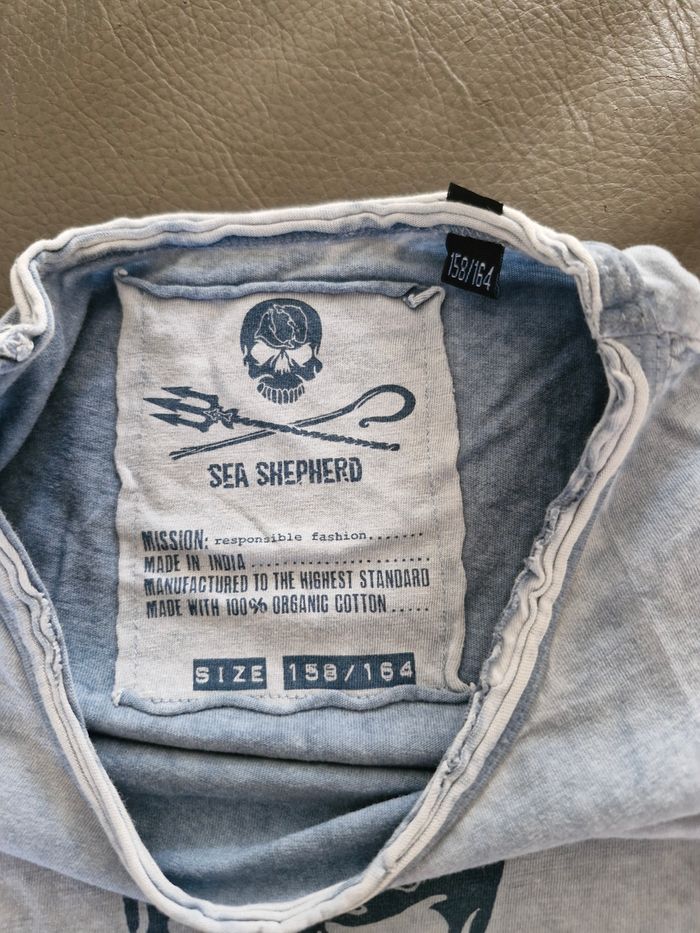 158/164
SEA SHEPHERD
MISSION: responsible fashion.......
MADE IN INDIA ........................
MANUFACTURED TO THE HIGHEST STANDARD
MADE WITH 100% ORGANIC COTTON .....
SIZE 158/164